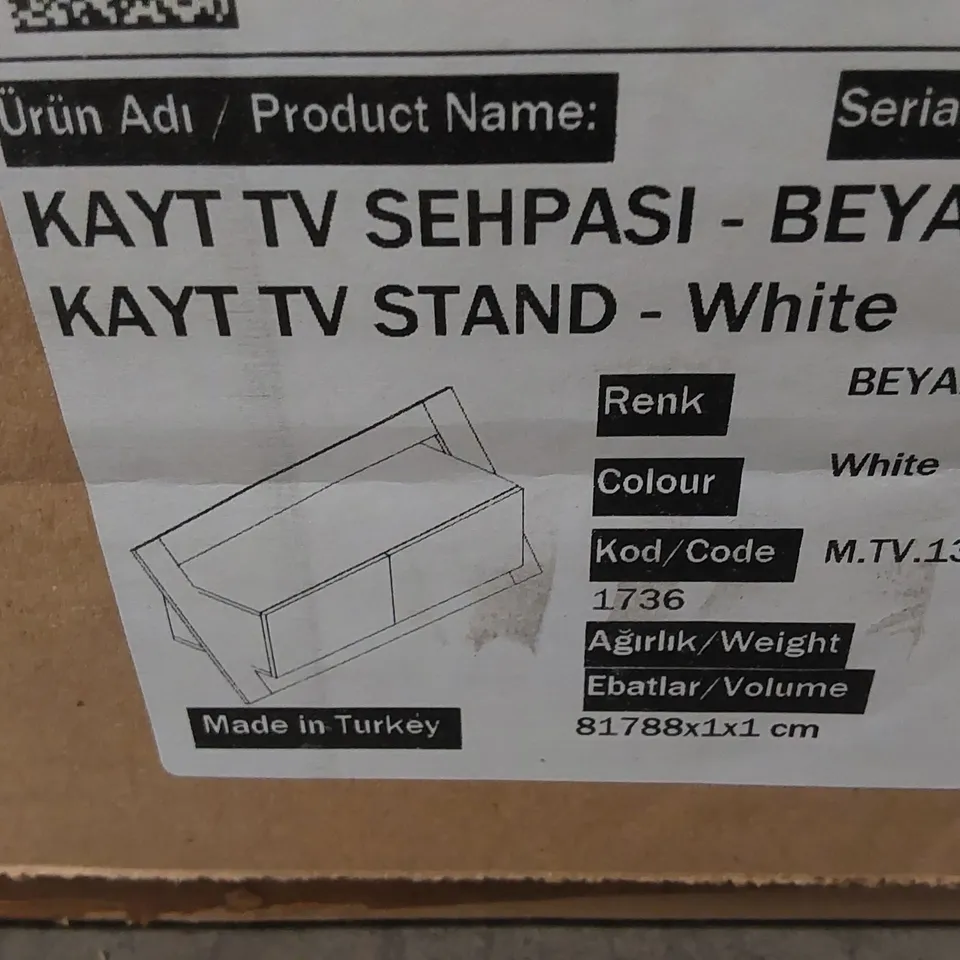 Ürün Adı / Product Name: Seria
KAYT TV SEHPASI - BEYA
KAYT TV STAND - White
Renk BEYA
Colour White
Kod/Code M.TV.13
1736
Ağırlık/Weight
Ebatlar/Volume
Made in Turkey 81788x1x1 cm